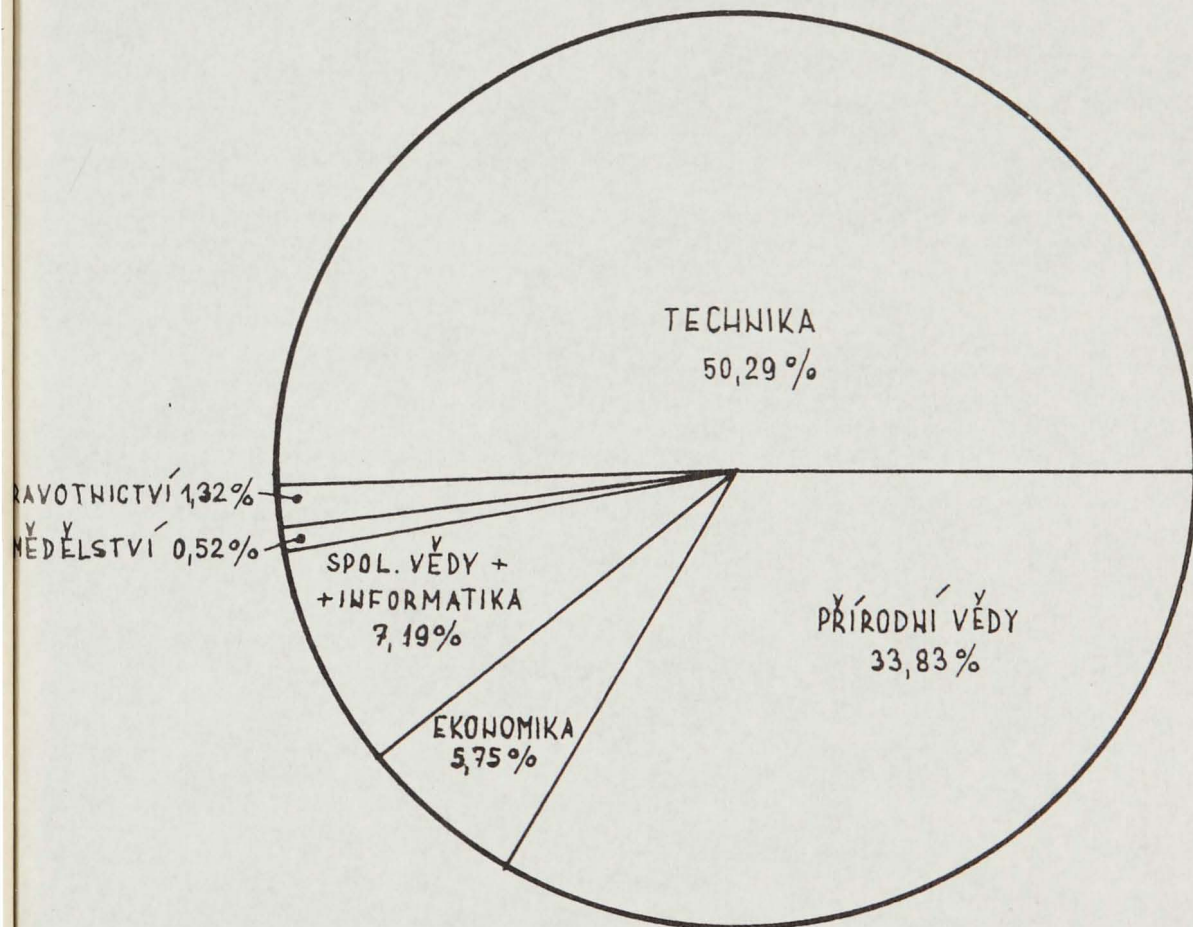 TECHNIKA
50,29 %
RAVOTNICTVÍ 1,32%
MĚDĚLSTVÍ 0,52%
SPOL. VĚDY +
+ INFORMATIKA
7,19%
EKONOMIKA
5,75%
PŘÍRODNÍ VĚDY
33,83%